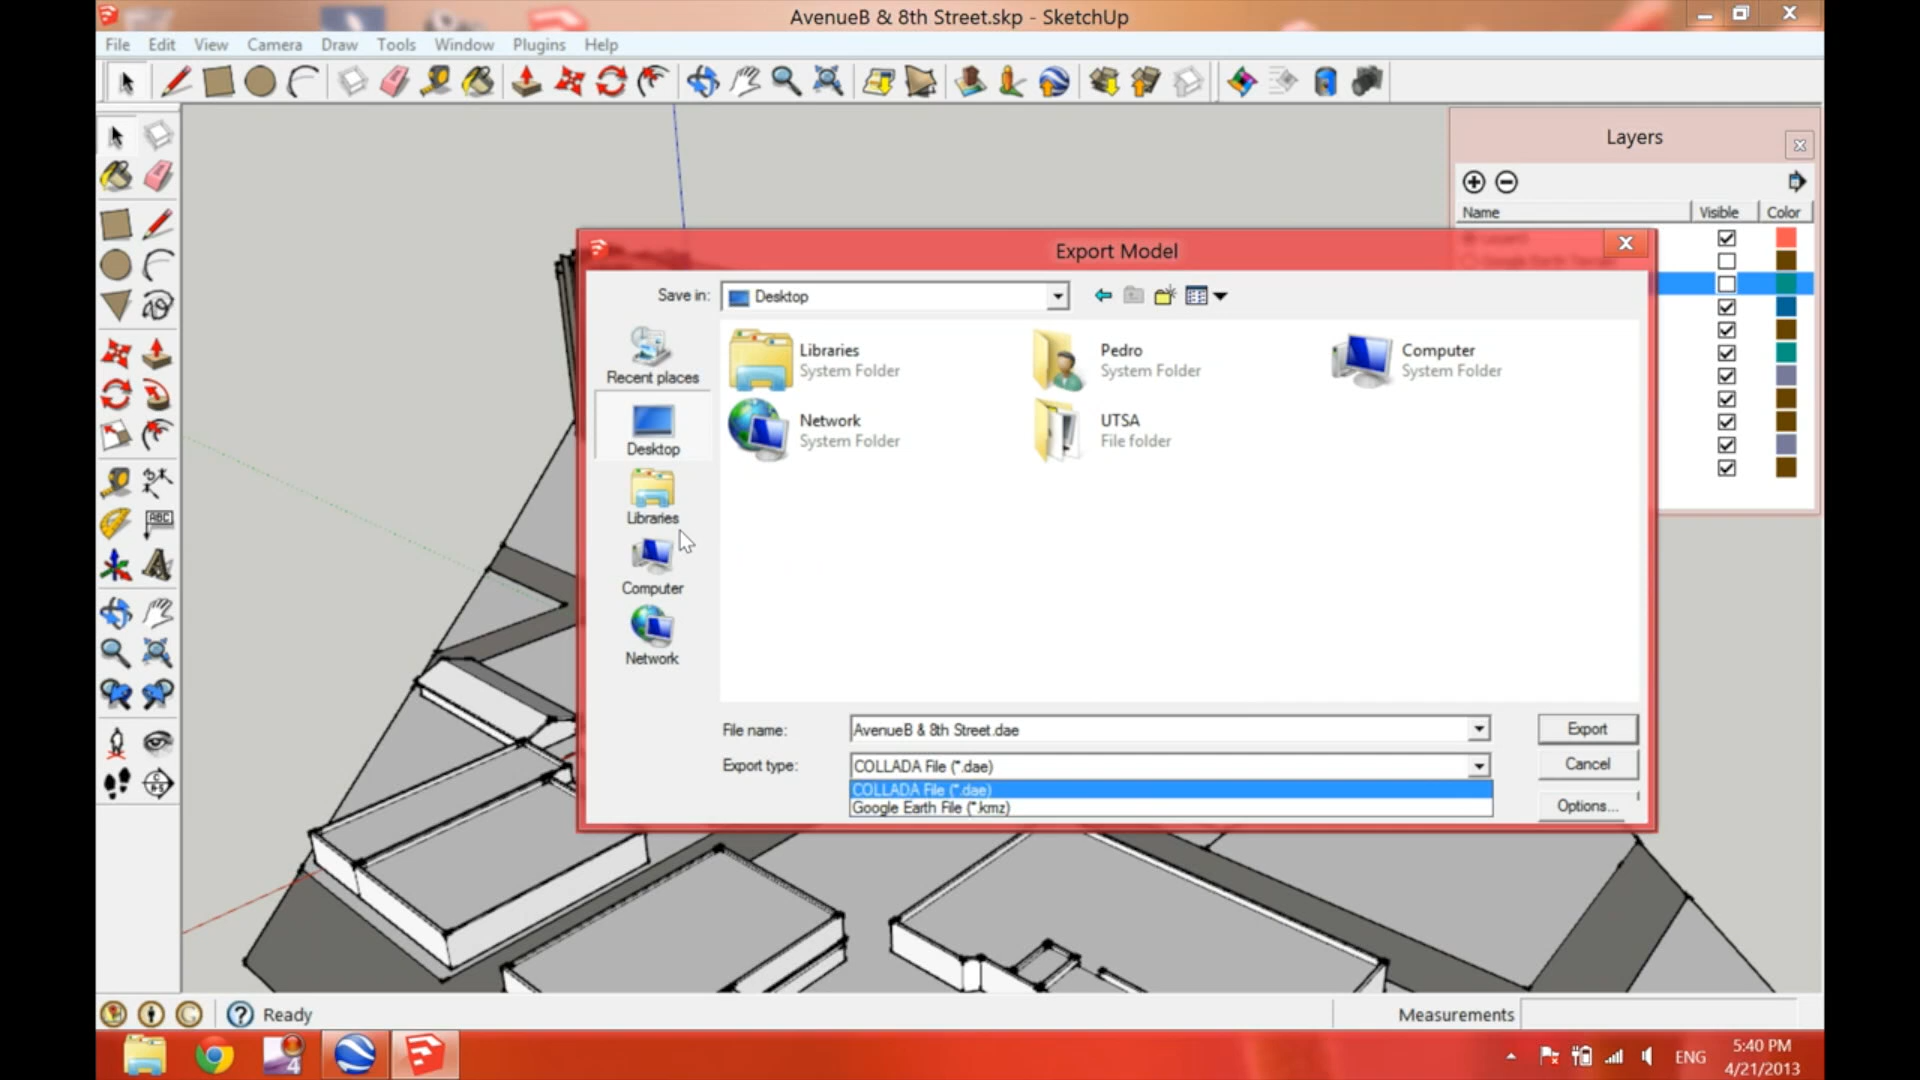 AvenueB & 8th Street.skp - SketchUp
File Edit View Camera Draw Tools Window Plugins Help
Layers
Name Visible Color
Export Model
Save in: Desktop
Recent places
Desktop
Libraries
Computer
Network
Libraries
System Folder
Pedro
System Folder
Computer
System Folder
Network
System Folder
UTSA
File folder
ABC
File name: AvenueB & 8th Street.dae Export
Export type: COLLADA File (*.dae) Cancel
COLLADA File (*.dae)
Google Earth File (*.kmz)
Options...
Ready
Measurements
4
ENG
5:40 PM
4/21/2013